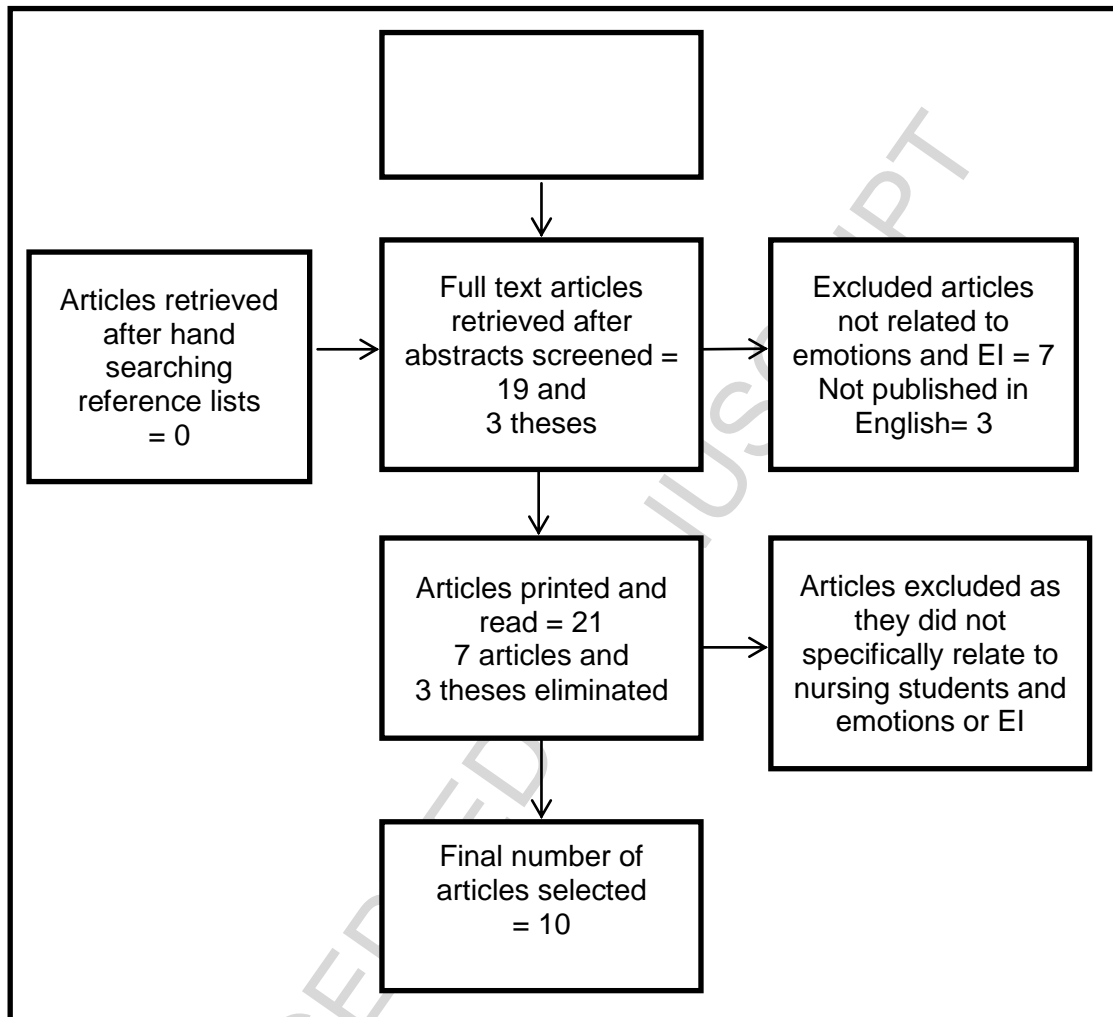 Articles retrieved
after hand
searching
reference lists
= 0
Full text articles
retrieved after
abstracts screened =
19 and
3 theses
Excluded articles
not related to
emotions and EI = 7
Not published in
English= 3
Articles printed and
read = 21
7 articles and
3 theses eliminated
Articles excluded as
they did not
specifically relate to
nursing students and
emotions or EI
Final number of
articles selected
= 10